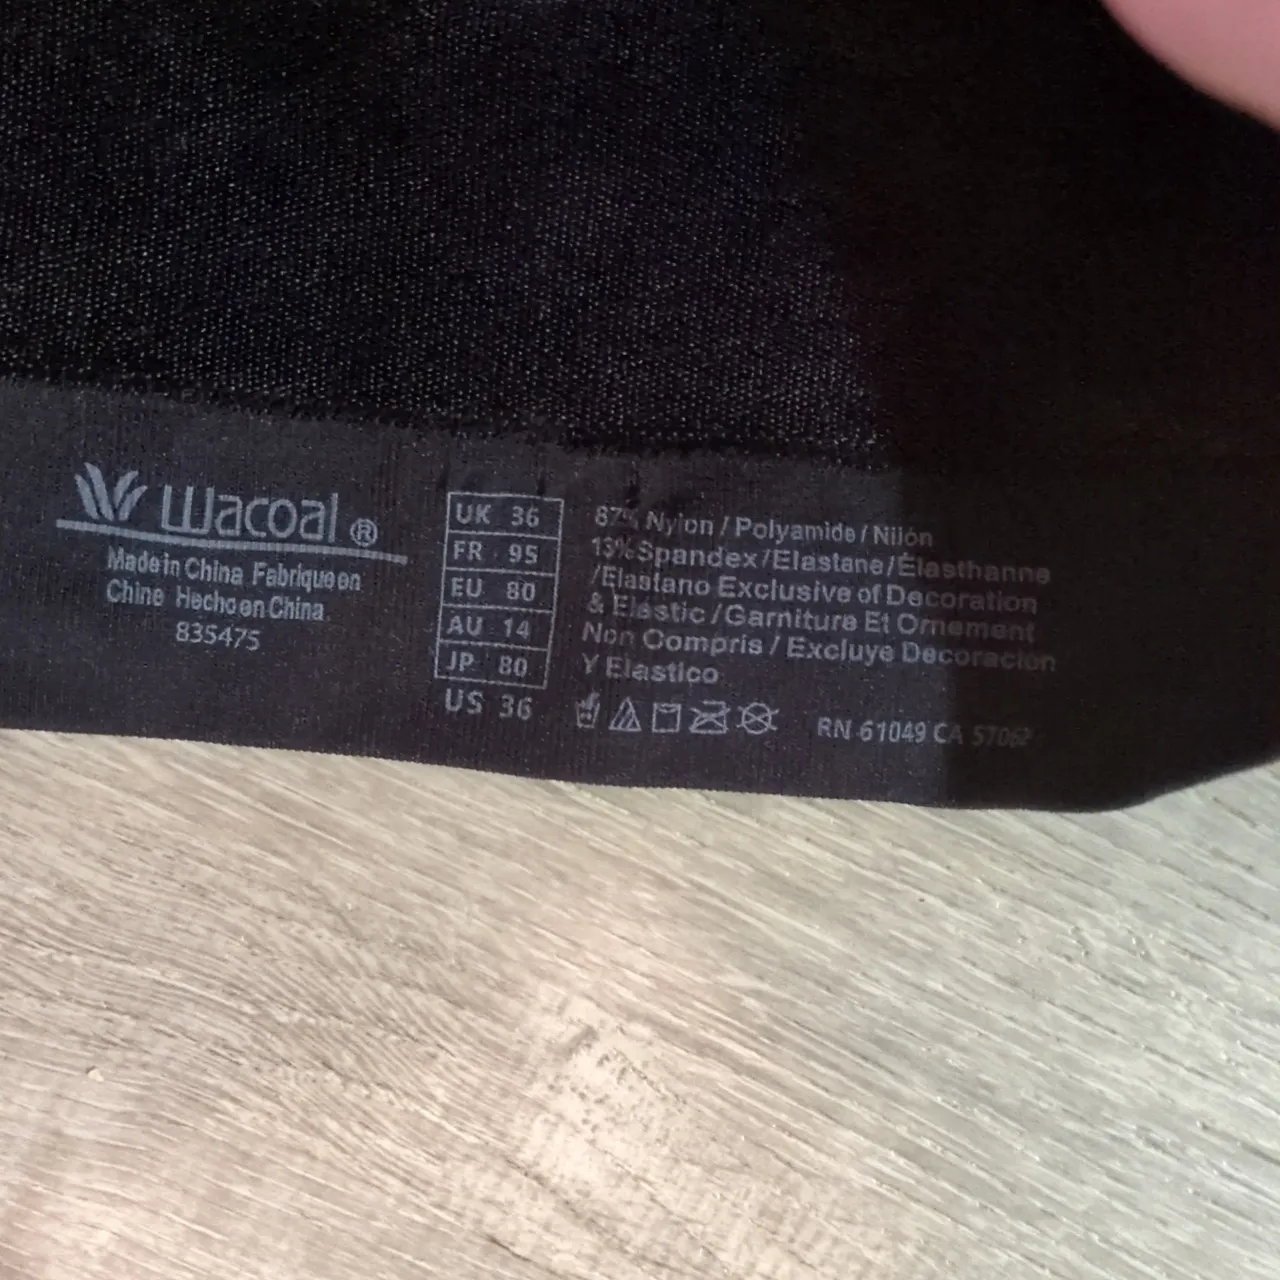 Wacoal ®
Made in China Fabrique en
Chine Hecho en China
835475
UK 36
FR 95
EU 80
AU 14
JP 80
US 36
87% Nylon / Polyamide / Nilón
13% Spandex / Elastane / Élasthanne
/Elastano Exclusive of Decoration
& Elastic / Garniture Et Ornement
Non Compris / Excluye Decoracion
Y Elastico
RN 61049 CA 57062